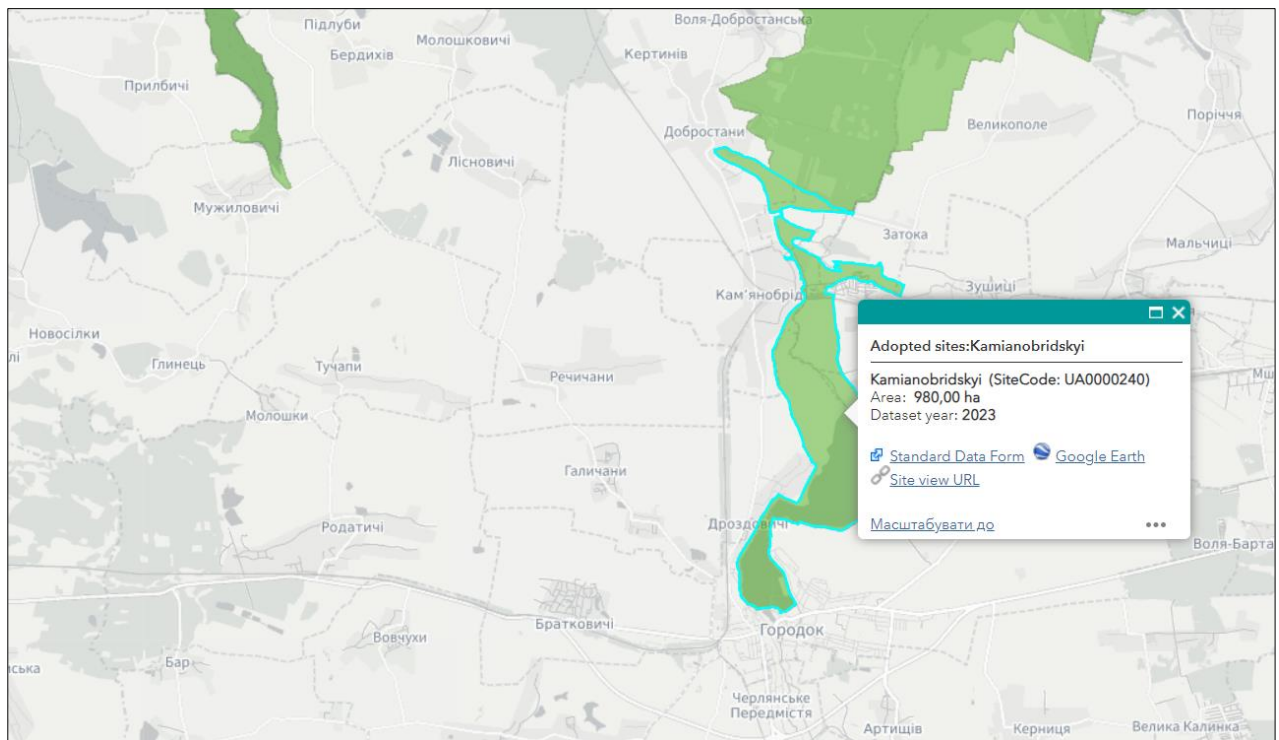 Підлуби
Воля-Добростанська
Молошковичі
Бердихів
Кертинів
Прилбичі
Поріччя
Великополе
Добростани
Лісновичі
Мужиловичі
Затока
Мальчиці
Зушиці
Кам'янобрід
Новосілки
Глинець
Тучапи
Речичани
Молошки
Галичани
Родатичі
Дроздовичі
Воля-Барта
Братковичі
Городок
Вовчухи
Бар
Черлянське
Передмістя
Артищів
Керниця
Велика Калинка
Adopted sites:Kamianobridskyi
Kamianobridskyi (SiteCode: UA0000240)
Area: 980,00 ha
Dataset year: 2023
Standard Data Form Google Earth
Site view URL
Масштабувати до